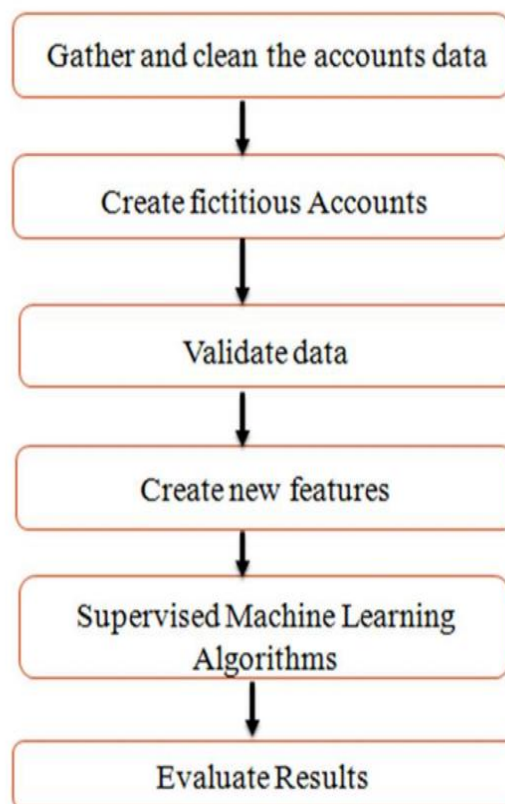 Gather and clean the accounts data
Create fictitious Accounts
Validate data
Create new features
Supervised Machine Learning
Algorithms
Evaluate Results